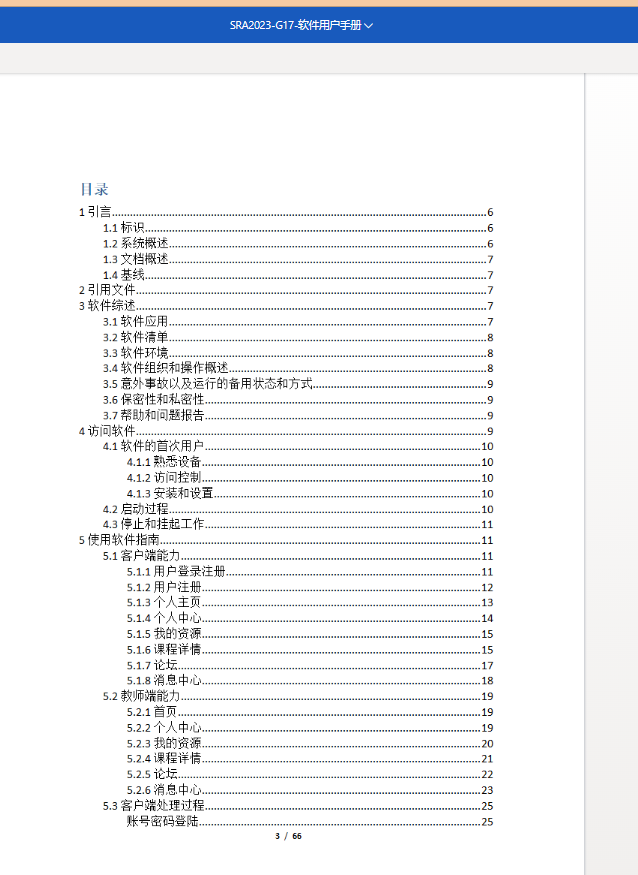 SRA2023-G17-软件用户手册
目录
1 引言........................................6
1.1 标识........................................6
1.2 系统概述........................................6
1.3 文档概述........................................7
1.4 基线........................................7
2 引用文件........................................7
3 软件综述........................................7
3.1 软件应用........................................7
3.2 软件清单........................................8
3.3 软件环境........................................8
3.4 软件组织和操作概述........................................8
3.5 意外事故以及运行的备用状态和方式........................................9
3.6 保密性和私密性........................................9
3.7 帮助和问题报告........................................9
4 访问软件........................................9
4.1 软件的首次用户........................................10
4.1.1 熟悉设备........................................10
4.1.2 访问控制........................................10
4.1.3 安装和设置........................................10
4.2 启动过程........................................10
4.3 停止和挂起工作........................................11
5 使用软件指南........................................11
5.1 客户端能力........................................11
5.1.1 用户登录注册........................................11
5.1.2 用户注册........................................12
5.1.3 个人主页........................................13
5.1.4 个人中心........................................14
5.1.5 我的资源........................................15
5.1.6 课程详情........................................15
5.1.7 论坛........................................17
5.1.8 消息中心........................................18
5.2 教师端能力........................................19
5.2.1 首页........................................19
5.2.2 个人中心........................................19
5.2.3 我的资源........................................20
5.2.4 课程详情........................................21
5.2.5 论坛........................................22
5.2.6 消息中心........................................23
5.3 客户端处理过程........................................25
账号密码登陆........................................25
3 / 66